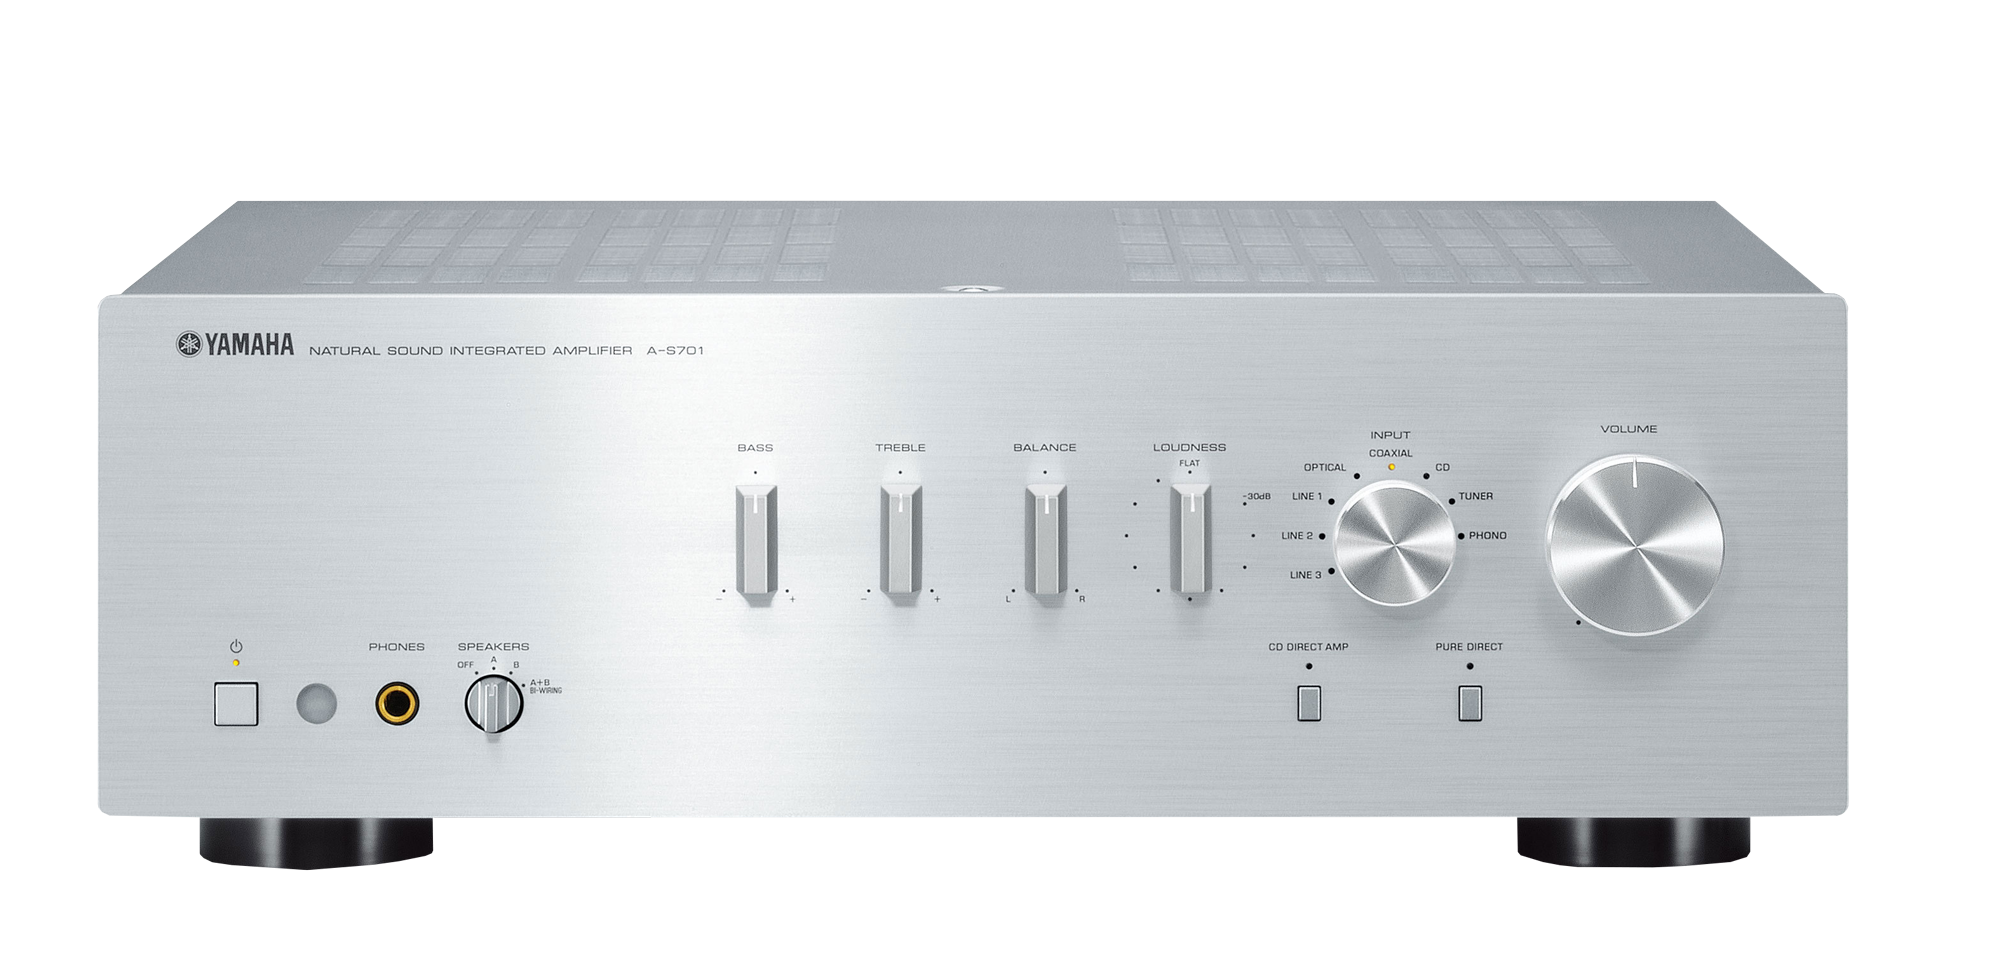 YAMAHA NATURAL SOUND INTEGRATED AMPLIFIER A-S701
VOLUME
INPUT
BASS TREBLE BALANCE LOUDNESS
COAXIAL
FLAT
OPTICAL CD
-30dB LINE 1 TUNER
LINE 2 PHONO
LINE 3
- + - + L R
PHONES SPEAKERS CD DIRECT AMP PURE DIRECT
A
OFF B
A+B
BI-WIRING